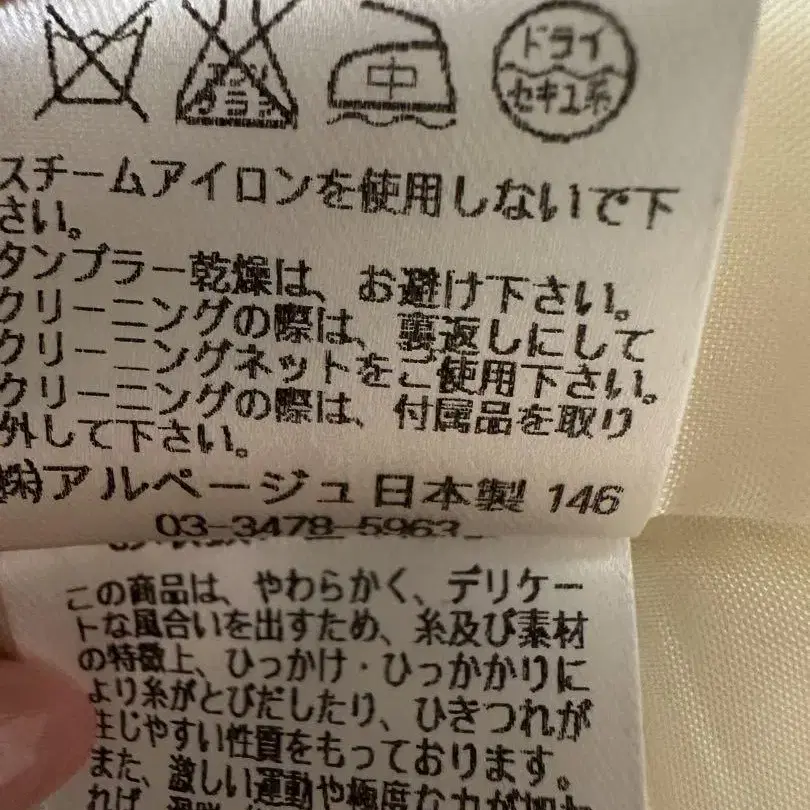 エンソ
サラシ
中
ドライ
セキユ系
スチームアイロンを使用しないで下
さい。
タンブラー乾燥は、お避け下さい。
クリーニングの際は、裏返しにして
クリーニングネットをご使用下さい。
クリーニングの際は、付属品を取り
外して下さい。
㈱アルページュ日本製 146
03-3478-5963
この商品は、やわらかく、デリケー
トな風合いを出すため、糸及び素材
の特徴上、ひっかけ・ひっかかりに
より糸がとびだしたり、ひきつれが
生じやすい性質をもっております。
また、激しい運動や極度な力が加わ
れば、